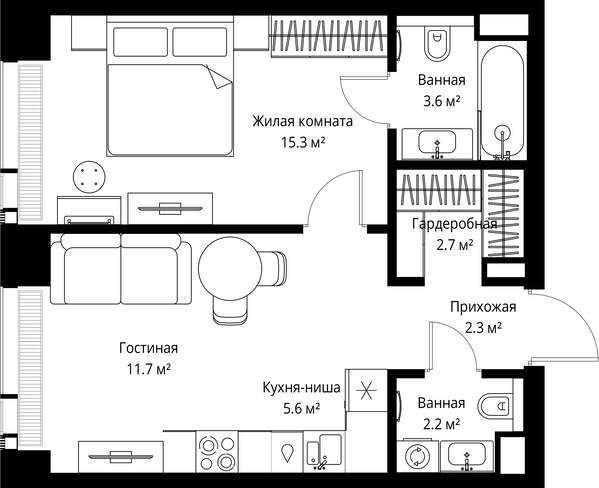 Ванная
3.6 м²
Жилая комната
15.3 м²
Гардеробная
2.7 м²
Прихожая
2.3 м²
Гостиная
11.7 м²
Кухня-ниша
5.6 м²
Ванная
2.2 м²